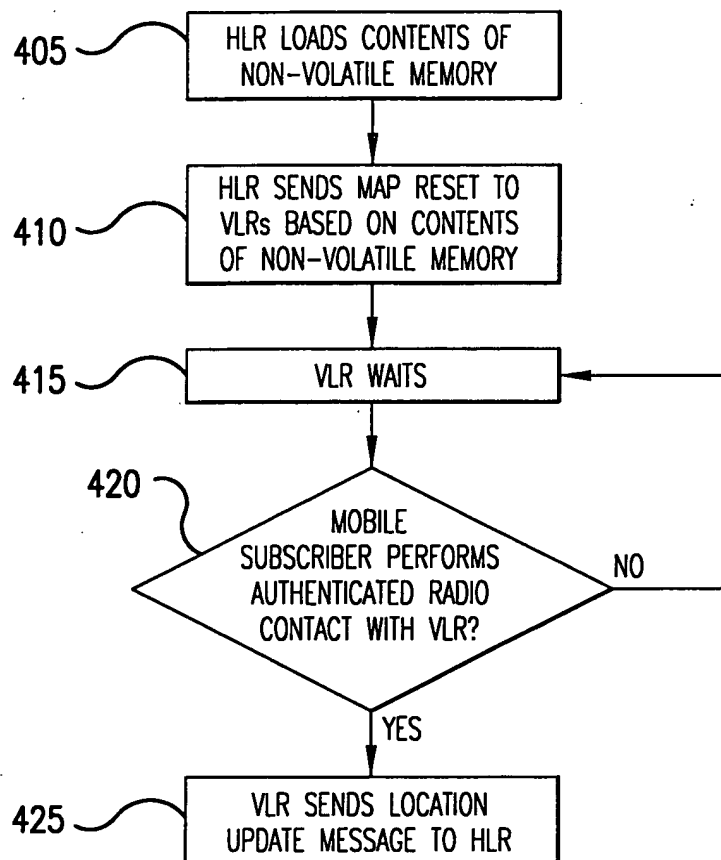 405
HLR LOADS CONTENTS OF
NON-VOLATILE MEMORY
410
HLR SENDS MAP RESET TO
VLRs BASED ON CONTENTS
OF NON-VOLATILE MEMORY
415
VLR WAITS
420
MOBILE
SUBSCRIBER PERFORMS
AUTHENTICATED RADIO
CONTACT WITH VLR?
NO
YES
425
VLR SENDS LOCATION
UPDATE MESSAGE TO HLR